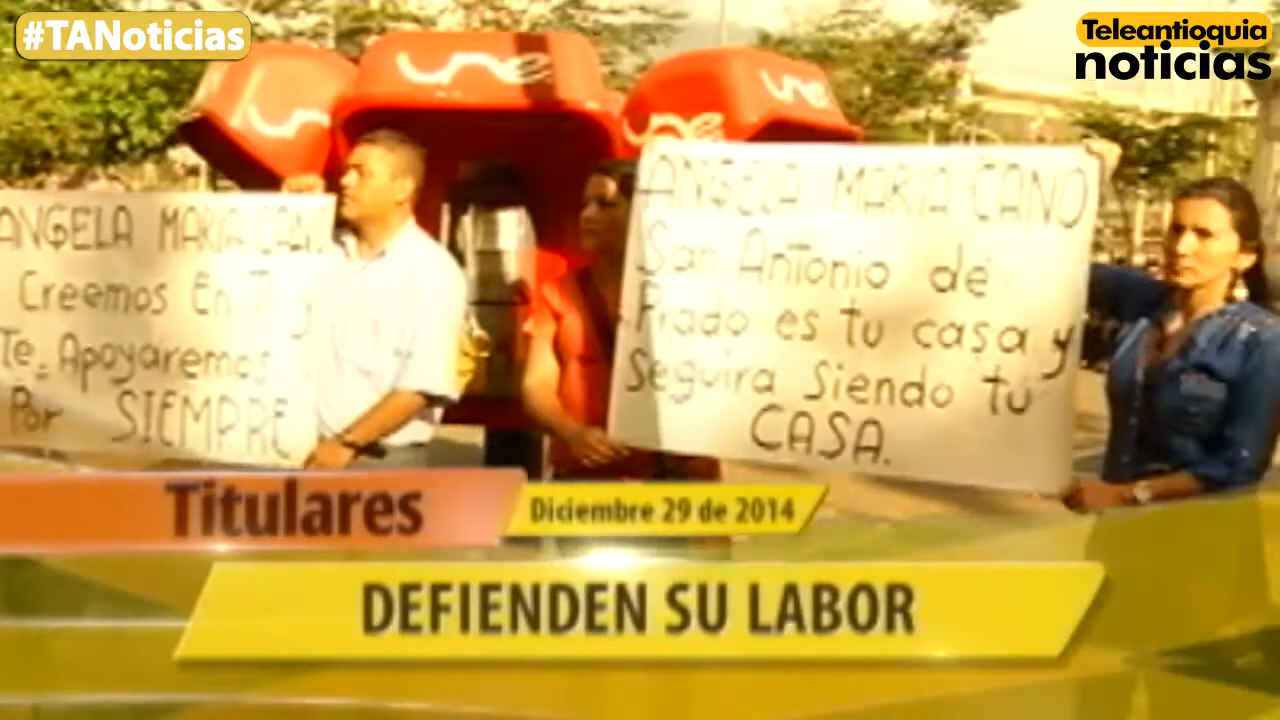 #TANoticias
Teleantioquia
noticias
une
une
une
ANGELA MARIA CAN
Creemos En Ti y
Te Apoyaremos
Por SIEMPRE
ANGELA MARIA CANO
San Antonio de
Prado es tu casa y
seguira siendo tu
CASA.
Titulares
Diciembre 29 de 2014
DEFIENDEN SU LABOR